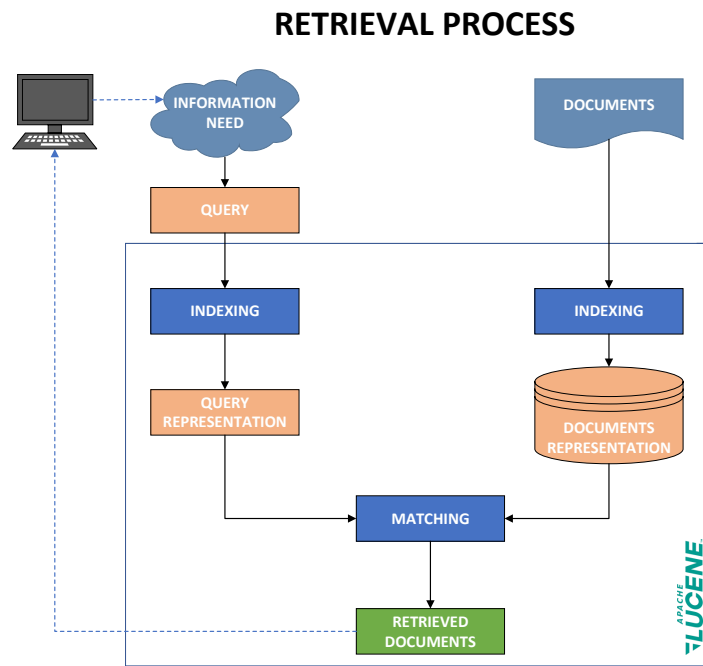 RETRIEVAL PROCESS
INFORMATION
NEED
DOCUMENTS
QUERY
INDEXING
INDEXING
QUERY
REPRESENTATION
DOCUMENTS
REPRESENTATION
MATCHING
RETRIEVED
DOCUMENTS
APACHE
LUCENE